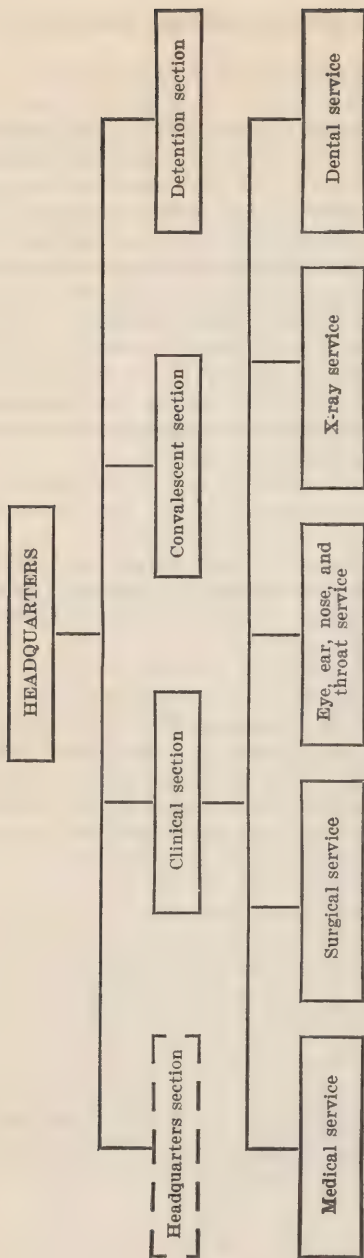 HEADQUARTERS
Headquarters section
Clinical section
Convalescent section
Detention section
Medical service
Surgical service
Eye, ear, nose, and
throat service
X-ray service
Dental service